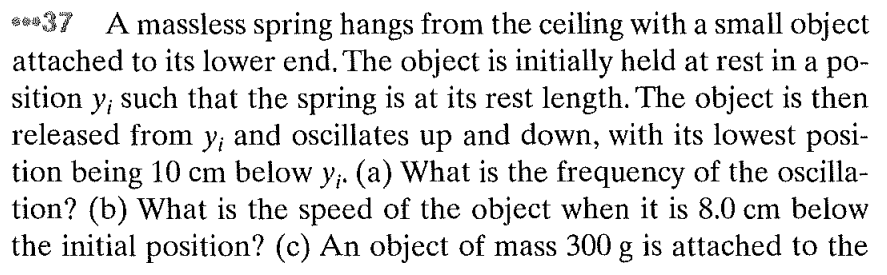 •••37 A massless spring hangs from the ceiling with a small object
attached to its lower end. The object is initially held at rest in a po-
sition yᵢ such that the spring is at its rest length. The object is then
released from yᵢ and oscillates up and down, with its lowest posi-
tion being 10 cm below yᵢ. (a) What is the frequency of the oscilla-
tion? (b) What is the speed of the object when it is 8.0 cm below
the initial position? (c) An object of mass 300 g is attached to the